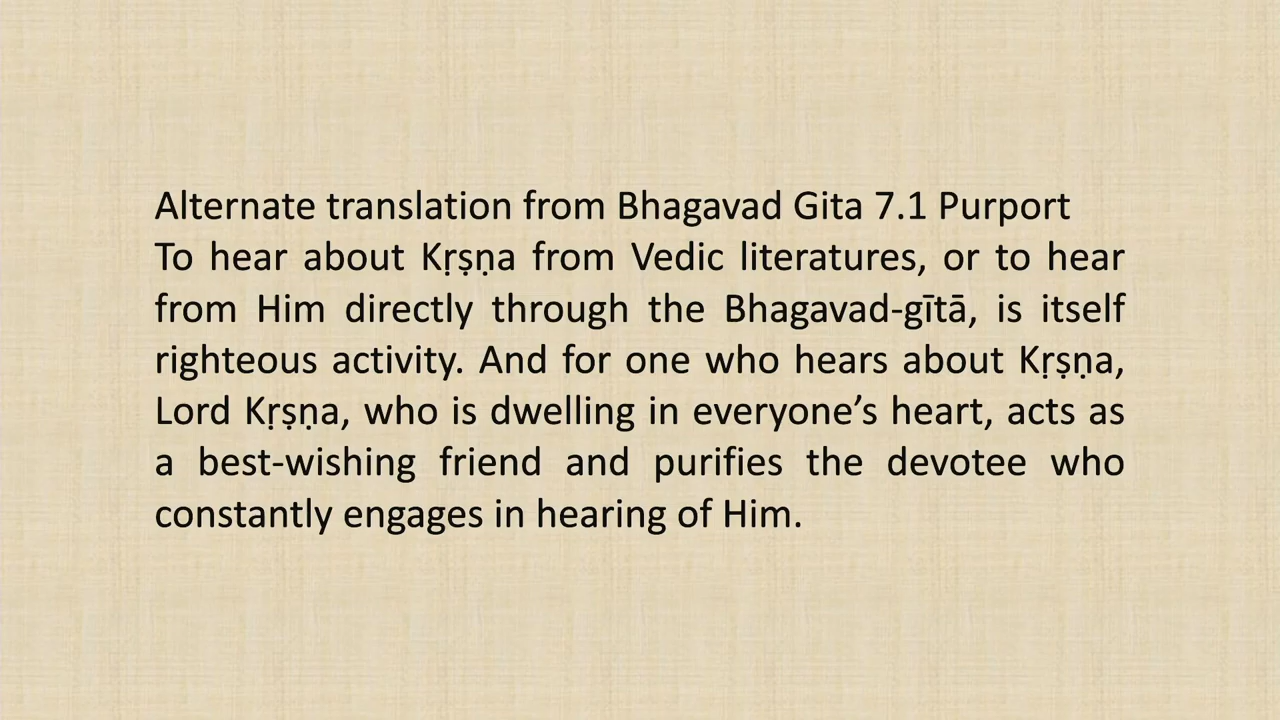 Alternate translation from Bhagavad Gita 7.1 Purport
To hear about Kṛṣṇa from Vedic literatures, or to hear
from Him directly through the Bhagavad-gītā, is itself
righteous activity. And for one who hears about Kṛṣṇa,
Lord Kṛṣṇa, who is dwelling in everyone’s heart, acts as
a best-wishing friend and purifies the devotee who
constantly engages in hearing of Him.